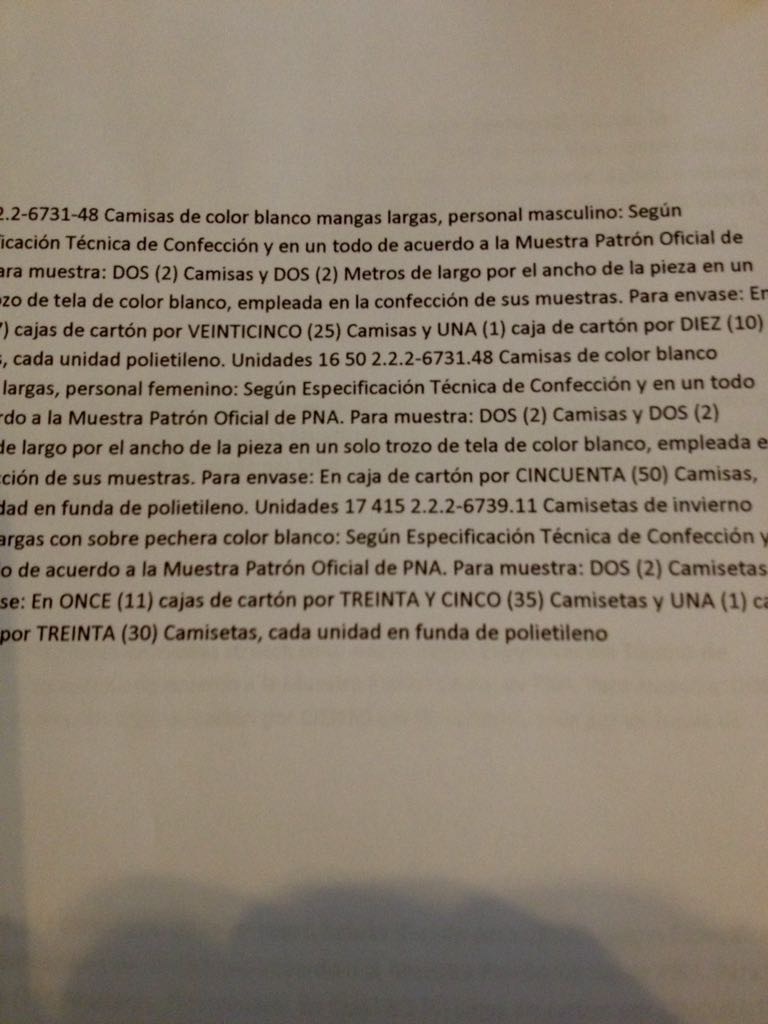 2.2-6731-48 Camisas de color blanco mangas largas, personal masculino: Según
ficación Técnica de Confección y en un todo de acuerdo a la Muestra Patrón Oficial de
ara muestra: DOS (2) Camisas y DOS (2) Metros de largo por el ancho de la pieza en un
ozo de tela de color blanco, empleada en la confección de sus muestras. Para envase: En
7) cajas de cartón por VEINTICINCO (25) Camisas y UNA (1) caja de cartón por DIEZ (10)
s, cada unidad polietileno. Unidades 16 50 2.2.2-6731.48 Camisas de color blanco
largas, personal femenino: Según Especificación Técnica de Confección y en un todo
rdo a la Muestra Patrón Oficial de PNA. Para muestra: DOS (2) Camisas y DOS (2)
de largo por el ancho de la pieza en un solo trozo de tela de color blanco, empleada e
cción de sus muestras. Para envase: En caja de cartón por CINCUENTA (50) Camisas,
dad en funda de polietileno. Unidades 17 415 2.2.2-6739.11 Camisetas de invierno
argas con sobre pechera color blanco: Según Especificación Técnica de Confección y
o de acuerdo a la Muestra Patrón Oficial de PNA. Para muestra: DOS (2) Camisetas
se: En ONCE (11) cajas de cartón por TREINTA Y CINCO (35) Camisetas y UNA (1) ca
por TREINTA (30) Camisetas, cada unidad en funda de polietileno